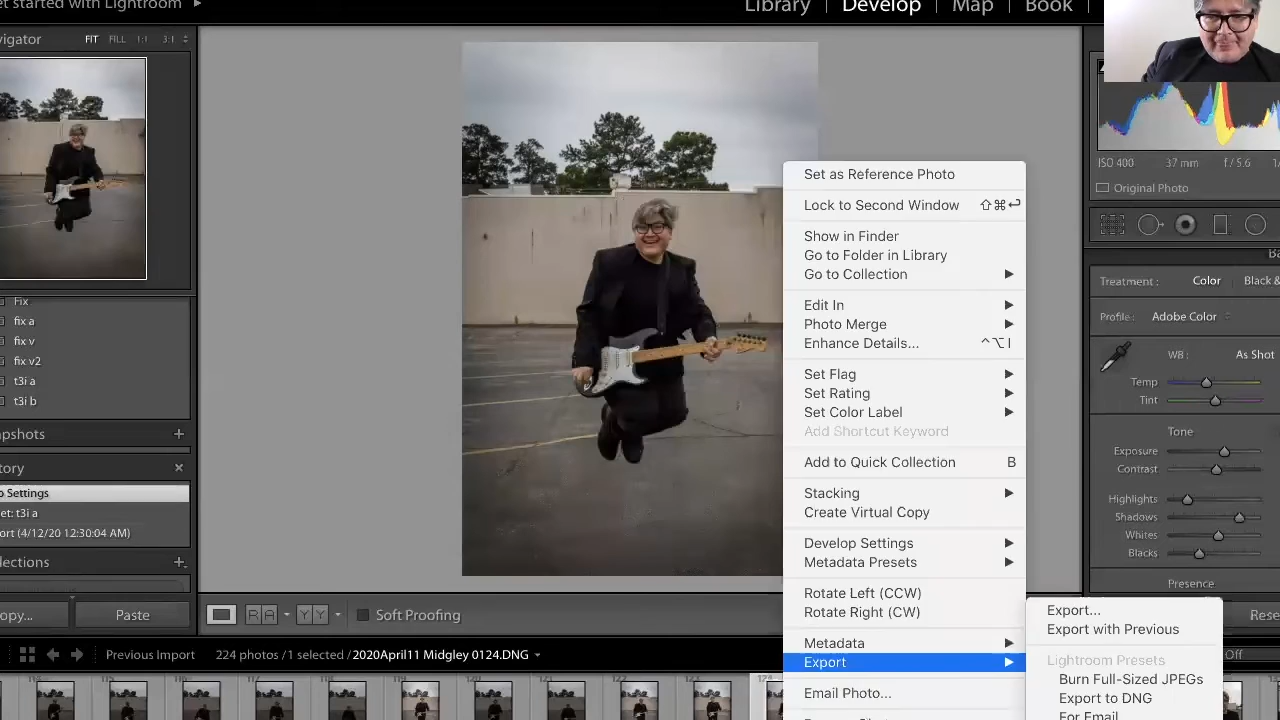 et started with Lightroom
Library | Develop | Map | Book |
vigator FIT FILL 1:1 3:1
ISO 400 37 mm f / 5.6
Original Photo
Treatment : Color Black &
Profile : Adobe Color
WB : As Shot
Temp
Tint
Tone
Exposure
Contrast
Highlights
Shadows
Whites
Blacks
Presence
Fix
fix a
fix v
fix v2
t3i a
t3i b
apshots
tory
o Settings
et: t3i a
ort (4/12/20 12:30:04 AM)
llections
opy...
Paste
Soft Proofing
Set as Reference Photo
Lock to Second Window ⇧⌘↩
Show in Finder
Go to Folder in Library
Go to Collection
Edit In
Photo Merge
Enhance Details... ^⌥I
Set Flag
Set Rating
Set Color Label
Add Shortcut Keyword
Add to Quick Collection B
Stacking
Create Virtual Copy
Develop Settings
Metadata Presets
Rotate Left (CCW)
Rotate Right (CW)
Metadata
Export
Email Photo...
Export...
Export with Previous
Lightroom Presets
Burn Full-Sized JPEGs
Export to DNG
For Email
Rese
Off
Previous Import 224 photos / 1 selected / 2020April11 Midgley 0124.DNG